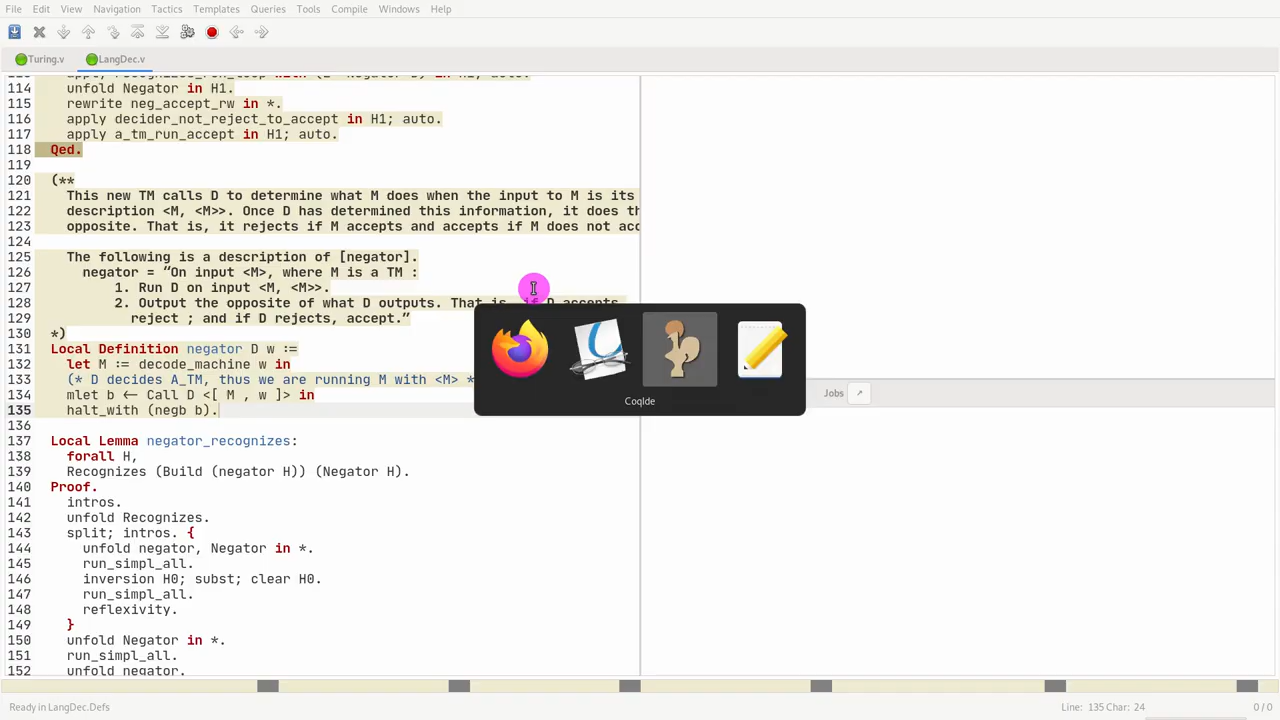 File Edit View Navigation Tactics Templates Queries Tools Compile Windows Help
Turing.v LangDec.v
114 unfold Negator in H1.
115 rewrite neg_accept_rw in *.
116 apply decider_not_reject_to_accept in H1; auto.
117 apply a_tm_run_accept in H1; auto.
118 Qed.
119
120 (**
121 This new TM calls D to determine what M does when the input to M is its
122 description <M, <M>>. Once D has determined this information, it does th
123 opposite. That is, it rejects if M accepts and accepts if M does not acc
124
125 The following is a description of [negator].
126 negator = “On input <M>, where M is a TM :
127 1. Run D on input <M, <M>>.
128 2. Output the opposite of what D outputs. That is, if D accepts,
129 reject ; and if D rejects, accept.”
130 *)
131 Local Definition negator D w :=
132 let M := decode_machine w in
133 (* D decides A_TM, thus we are running M with <M> *
134 mlet b <- Call D <[ M , w ]> in
135 halt_with (negb b).
136
137 Local Lemma negator_recognizes:
138 forall H,
139 Recognizes (Build (negator H)) (Negator H).
140 Proof.
141 intros.
142 unfold Recognizes.
143 split; intros. {
144 unfold negator, Negator in *.
145 run_simpl_all.
146 inversion H0; subst; clear H0.
147 run_simpl_all.
148 reflexivity.
149 }
150 unfold Negator in *.
151 run_simpl_all.
152 unfold negator.
CoqIde
Jobs
Ready in LangDec.Defs Line: 135 Char: 24 0 / 0